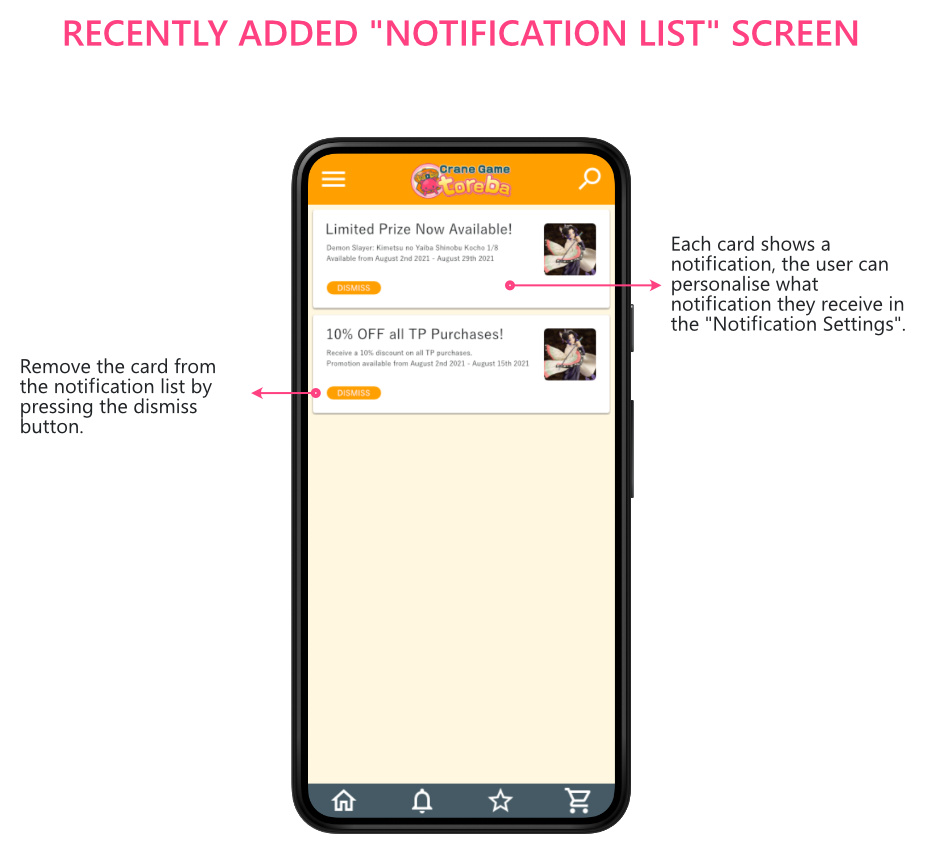 RECENTLY ADDED "NOTIFICATION LIST" SCREEN
Crane Game
toreba
Limited Prize Now Available!
Demon Slayer: Kimetsu no Yaiba Shinobu Kocho 1/8
Available from August 2nd 2021 - August 29th 2021
DISMISS
10% OFF all TP Purchases!
Receive a 10% discount on all TP purchases.
Promotion available from August 2nd 2021 - August 15th 2021
DISMISS
Each card shows a
notification, the user can
personalise what
notification they receive in
the "Notification Settings".
Remove the card from
the notification list by
pressing the dismiss
button.